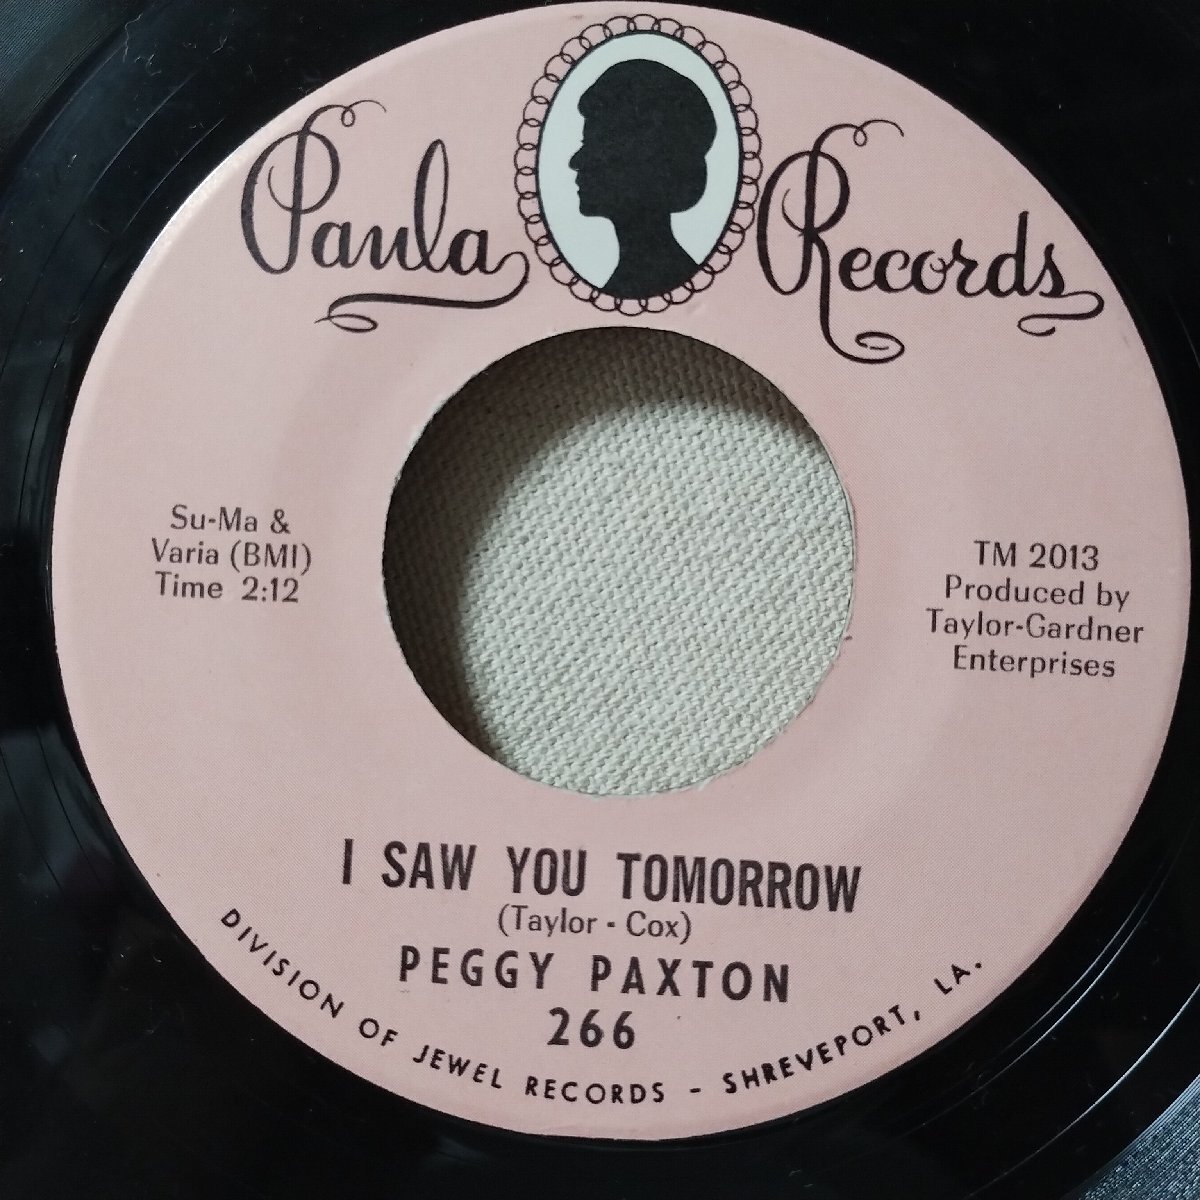 Paula Records
Su-Ma &
Varia (BMI)
Time 2:12
TM 2013
Produced by
Taylor-Gardner
Enterprises
I SAW YOU TOMORROW
(Taylor - Cox)
PEGGY PAXTON
266
DIVISION OF JEWEL RECORDS - SHREVEPORT, LA.